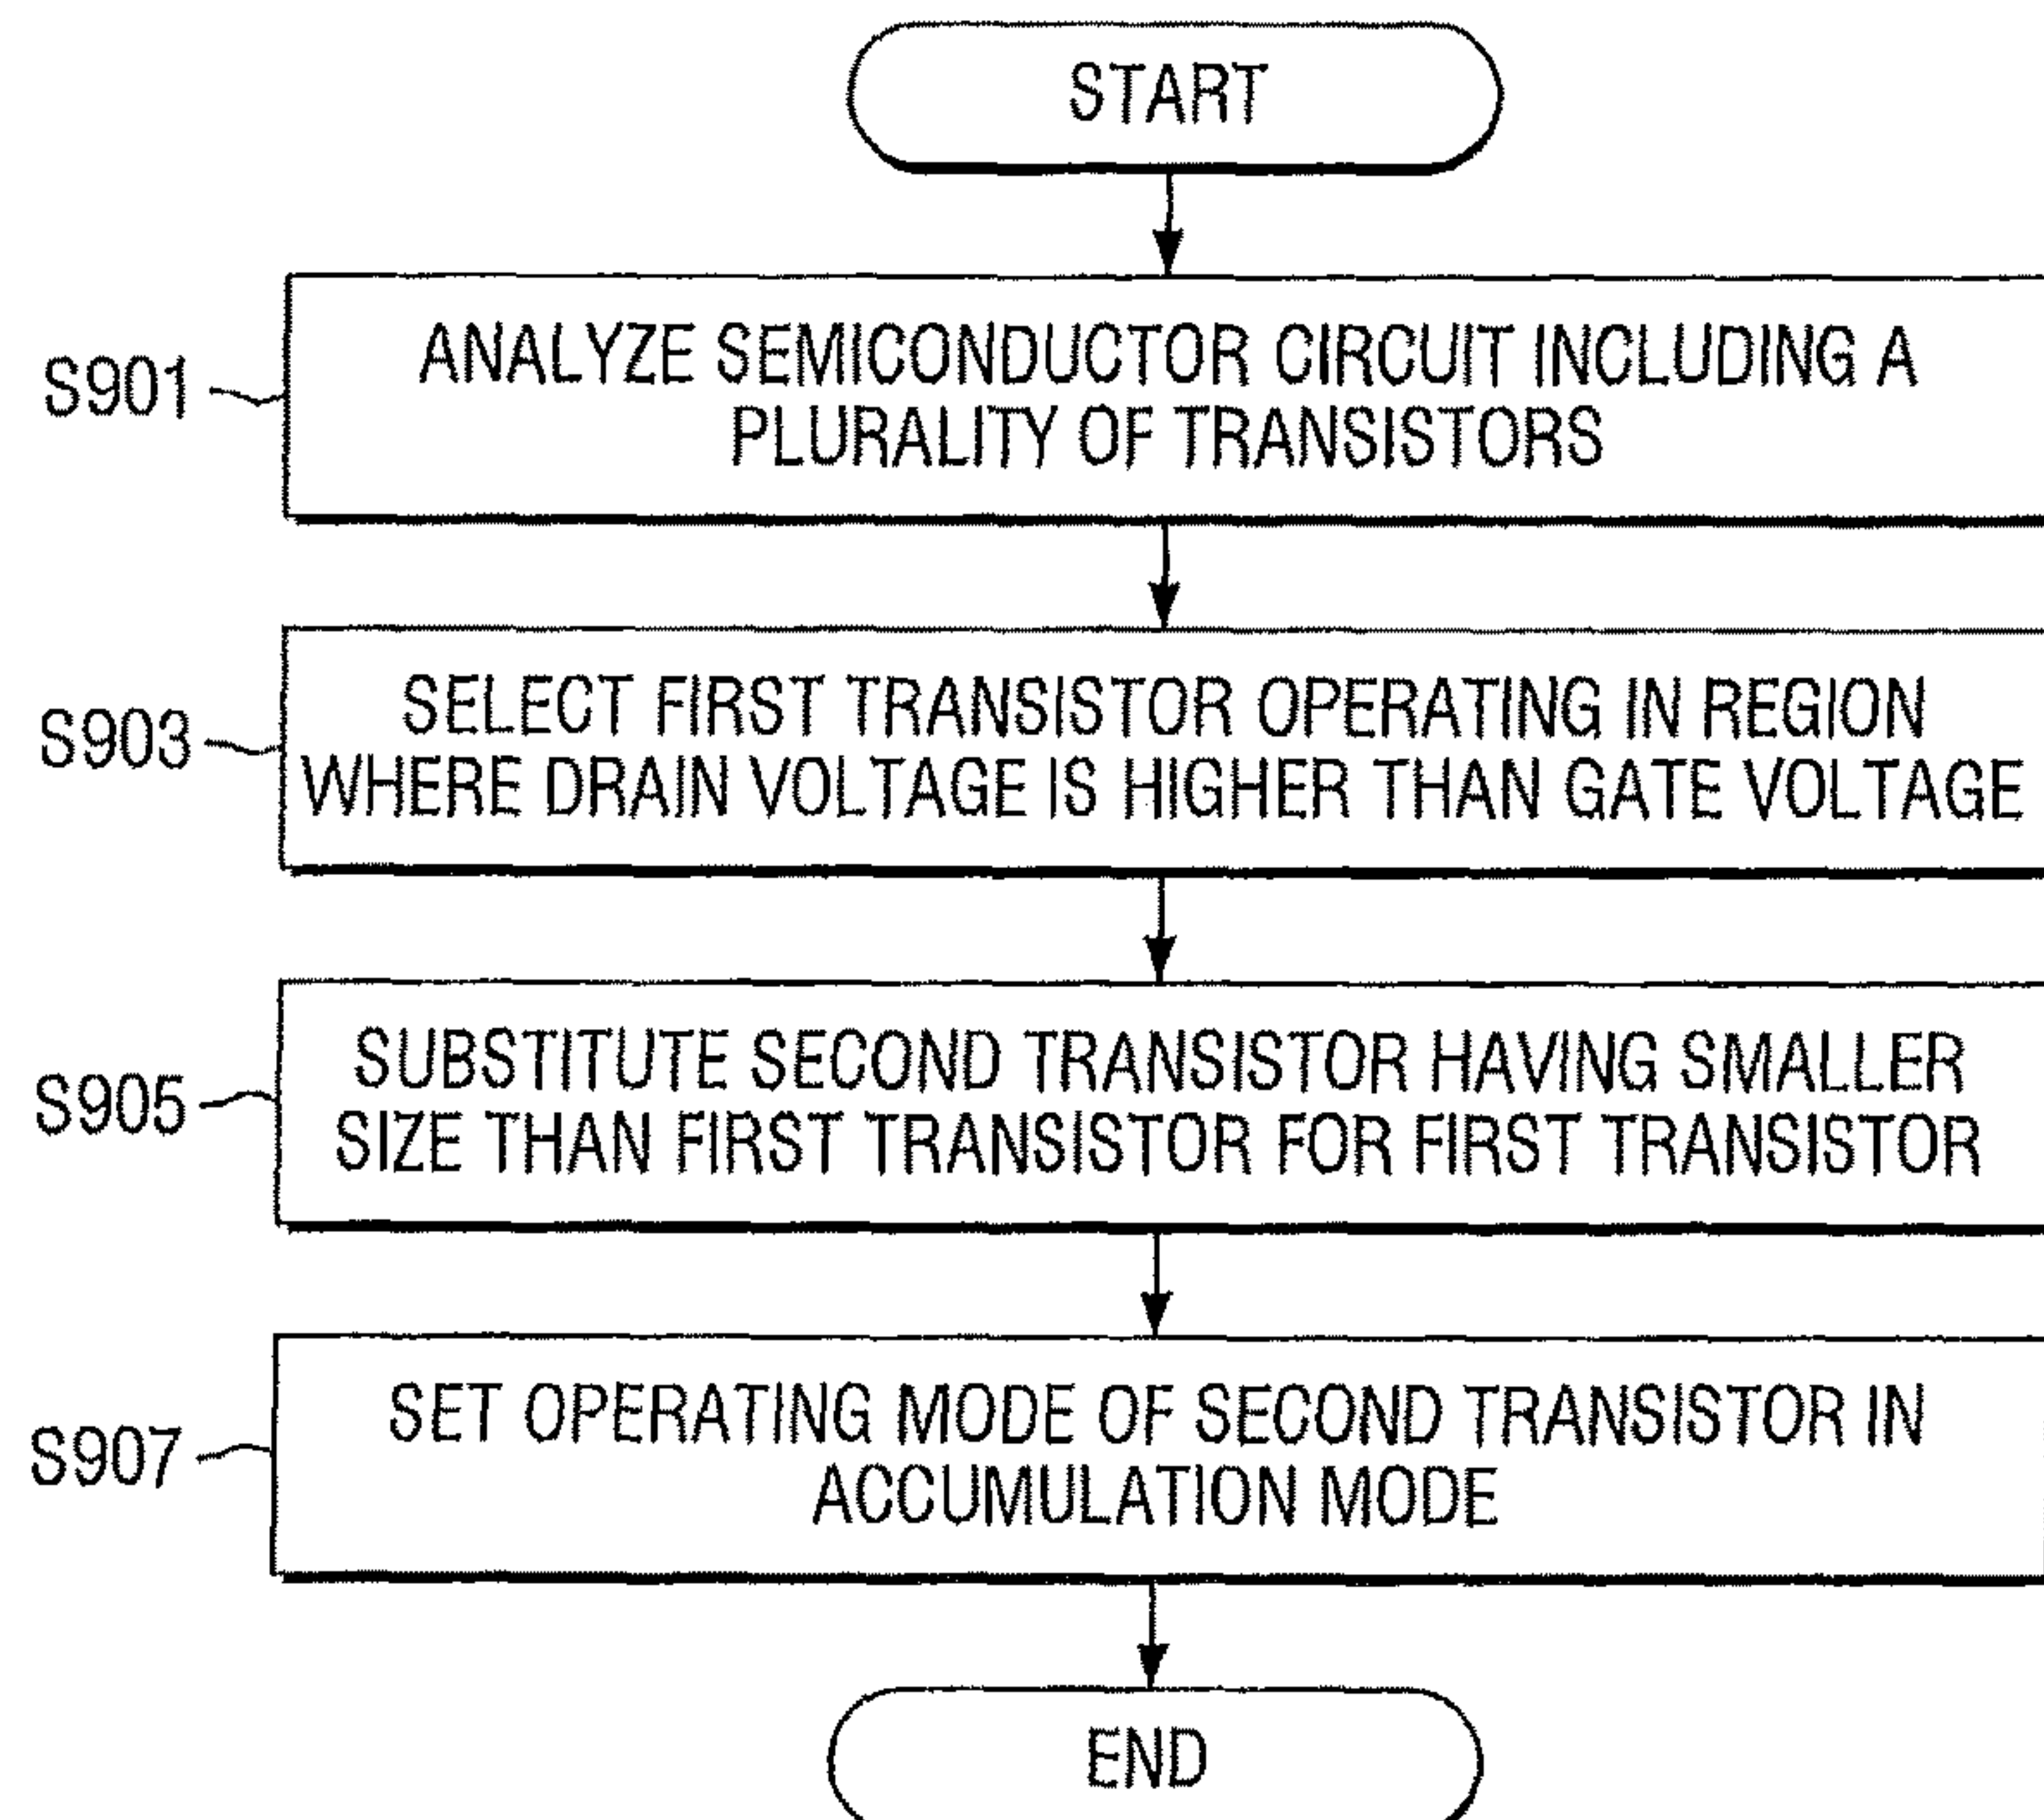 START
S901
ANALYZE SEMICONDUCTOR CIRCUIT INCLUDING A
PLURALITY OF TRANSISTORS
S903
SELECT FIRST TRANSISTOR OPERATING IN REGION
WHERE DRAIN VOLTAGE IS HIGHER THAN GATE VOLTAGE
S905
SUBSTITUTE SECOND TRANSISTOR HAVING SMALLER
SIZE THAN FIRST TRANSISTOR FOR FIRST TRANSISTOR
S907
SET OPERATING MODE OF SECOND TRANSISTOR IN
ACCUMULATION MODE
END